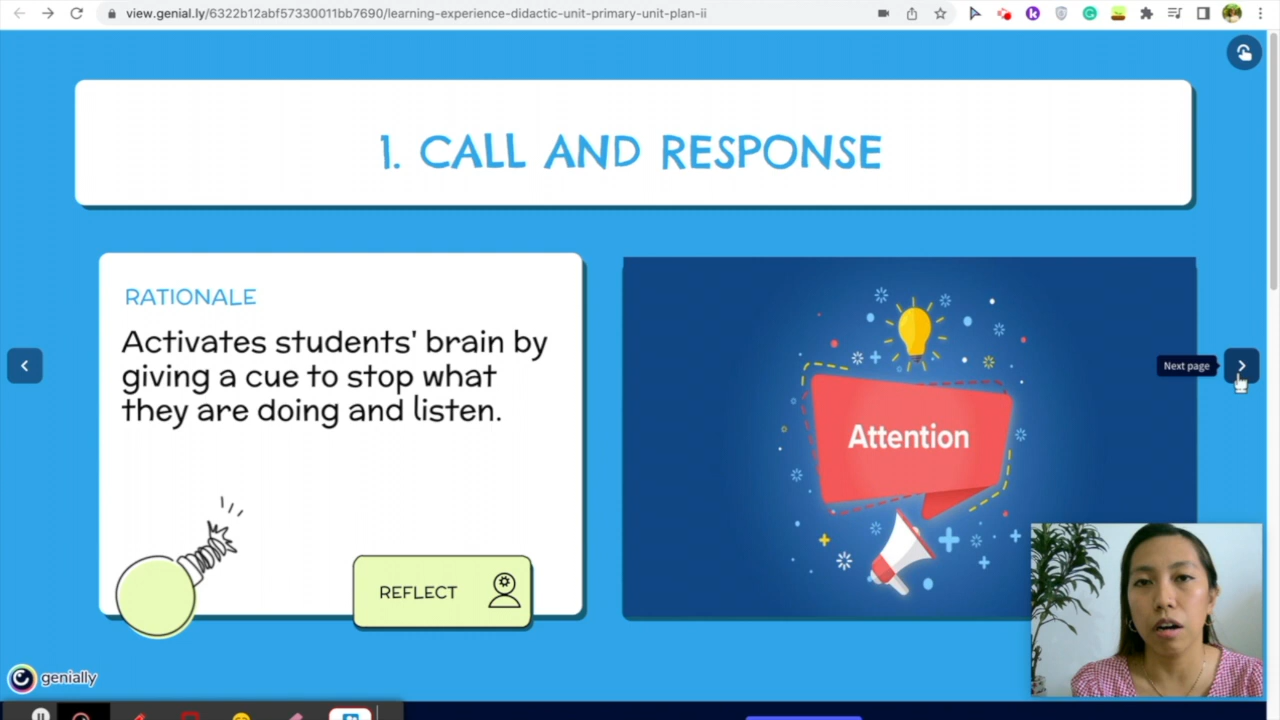 view.genial.ly/6322b12abf57330011bb7690/learning-experience-didactic-unit-primary-unit-plan-ii
1. CALL AND RESPONSE
RATIONALE
Activates students' brain by
giving a cue to stop what
they are doing and listen.
REFLECT
Attention
Next page
genially